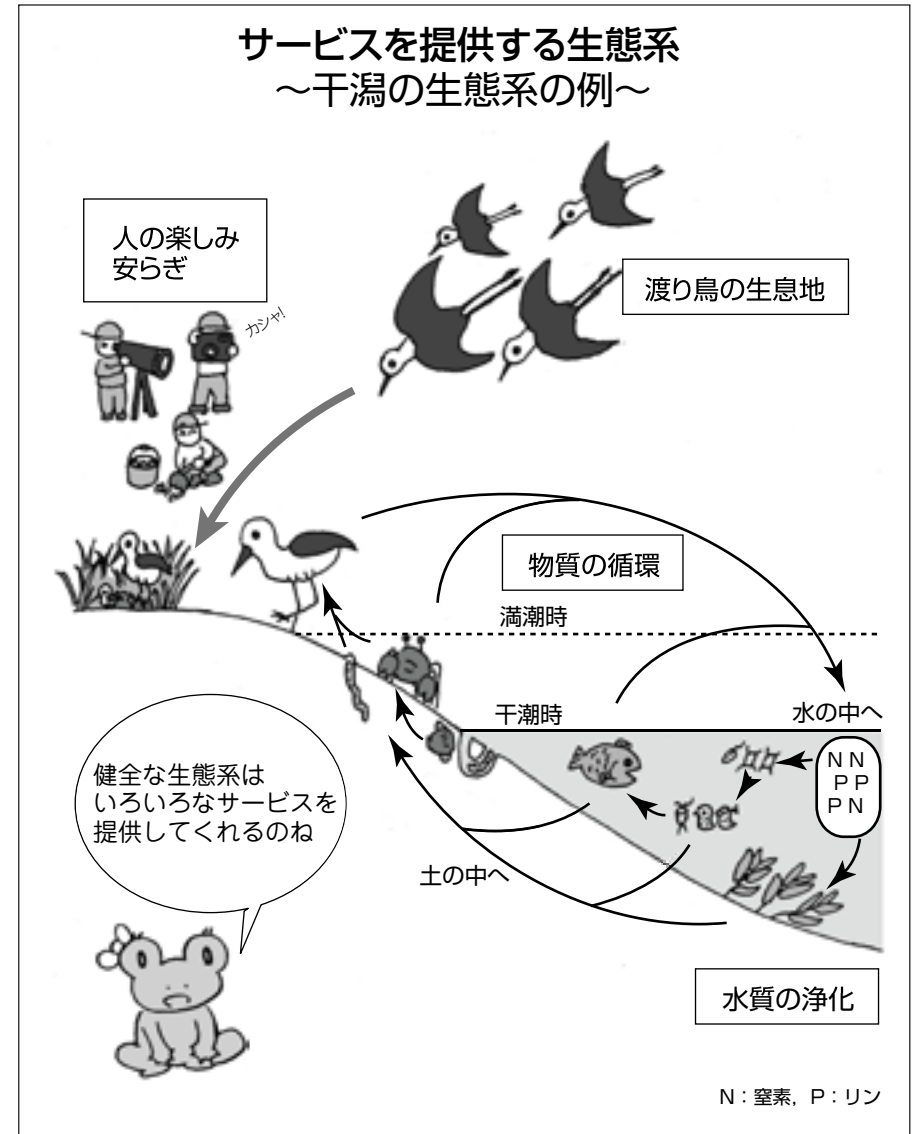 サービスを提供する生態系
〜干潟の生態系の例〜
人の楽しみ
安らぎ
カシャ!
渡り鳥の生息地
物質の循環
満潮時
干潮時
水の中へ
N N
P P
P N
健全な生態系は
いろいろなサービスを
提供してくれるのね
土の中へ
水質の浄化
N：窒素，P：リン